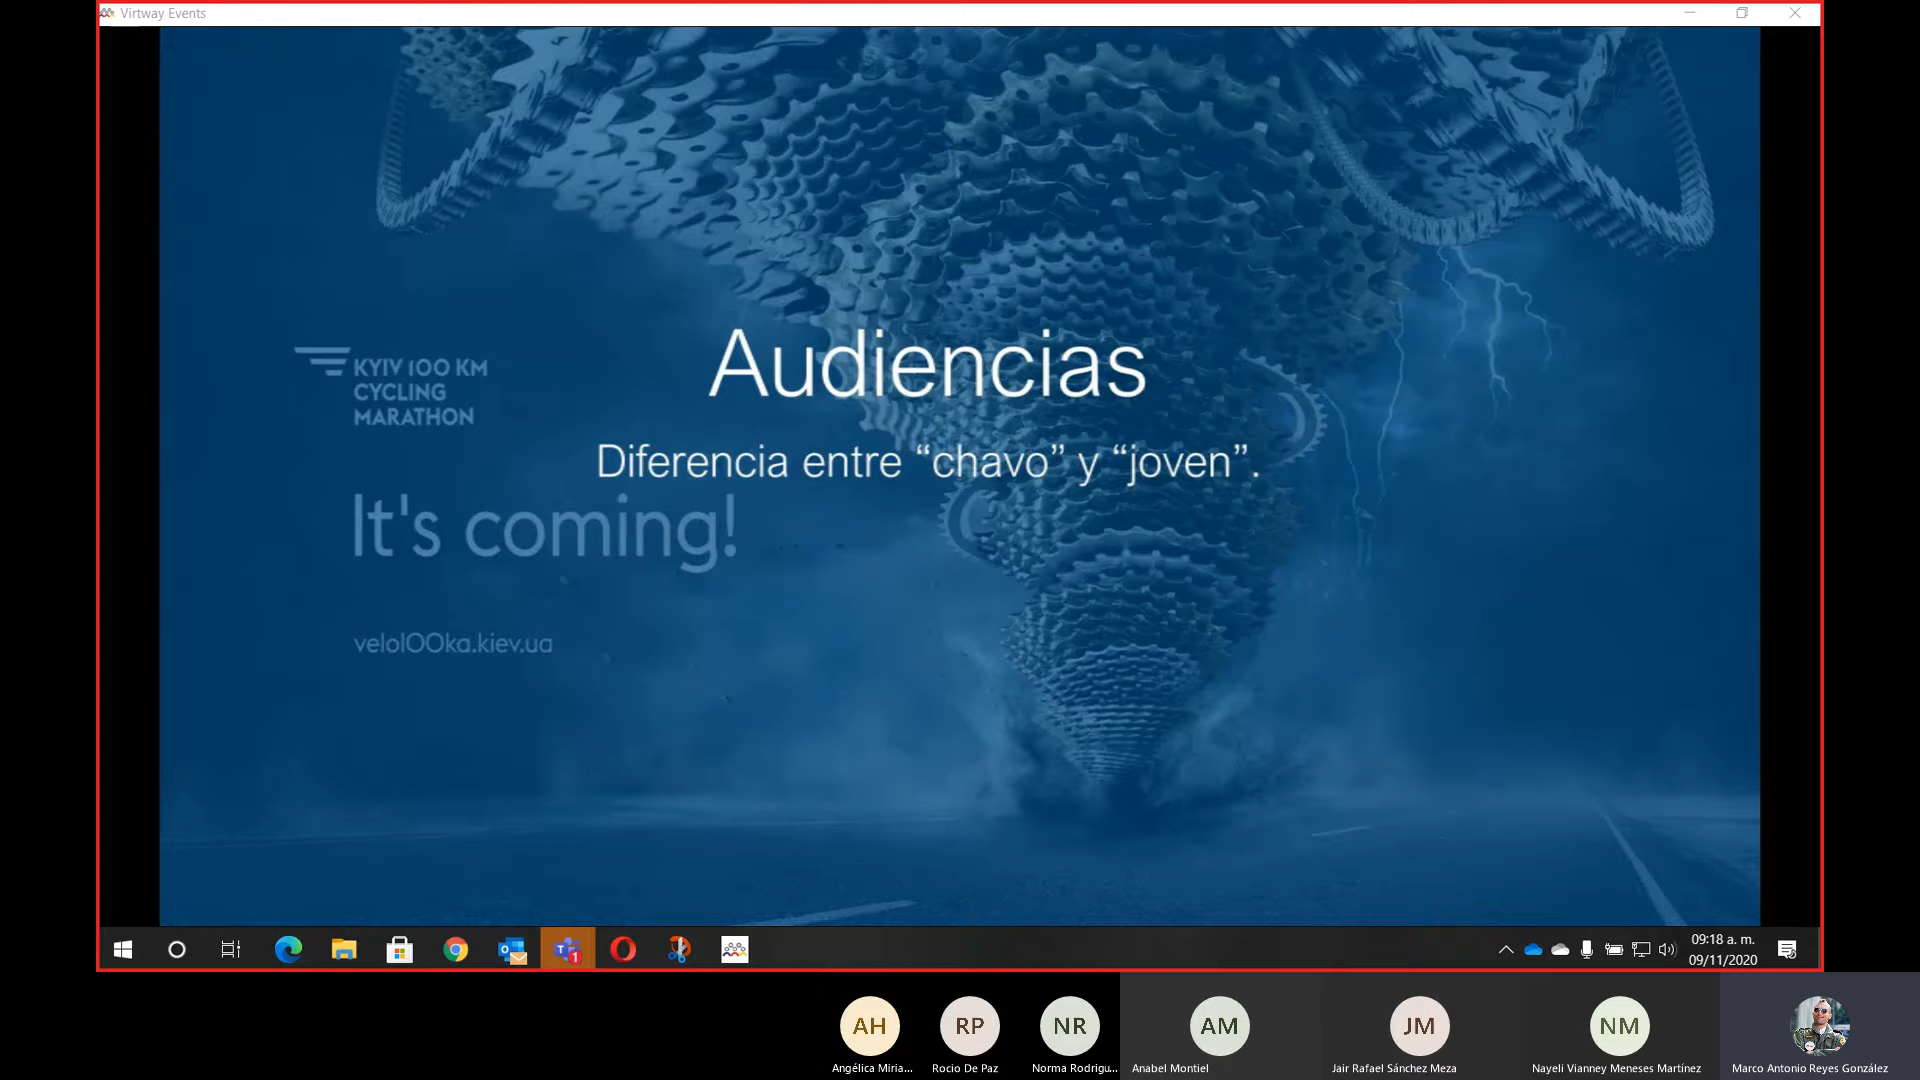 Virtway Events
Audiencias
Diferencia entre “chavo” y “joven”.
KYIV 100 KM
CYCLING
MARATHON
It's coming!
velo100ka.kiev.ua
T
1
09:18 a. m.
09/11/2020
AH
RP
NR
AM
JM
NM
Angélica Miria...
Rocio De Paz
Norma Rodrigu...
Anabel Montiel
Jair Rafael Sánchez Meza
Nayeli Vianney Meneses Martínez
Marco Antonio Reyes González